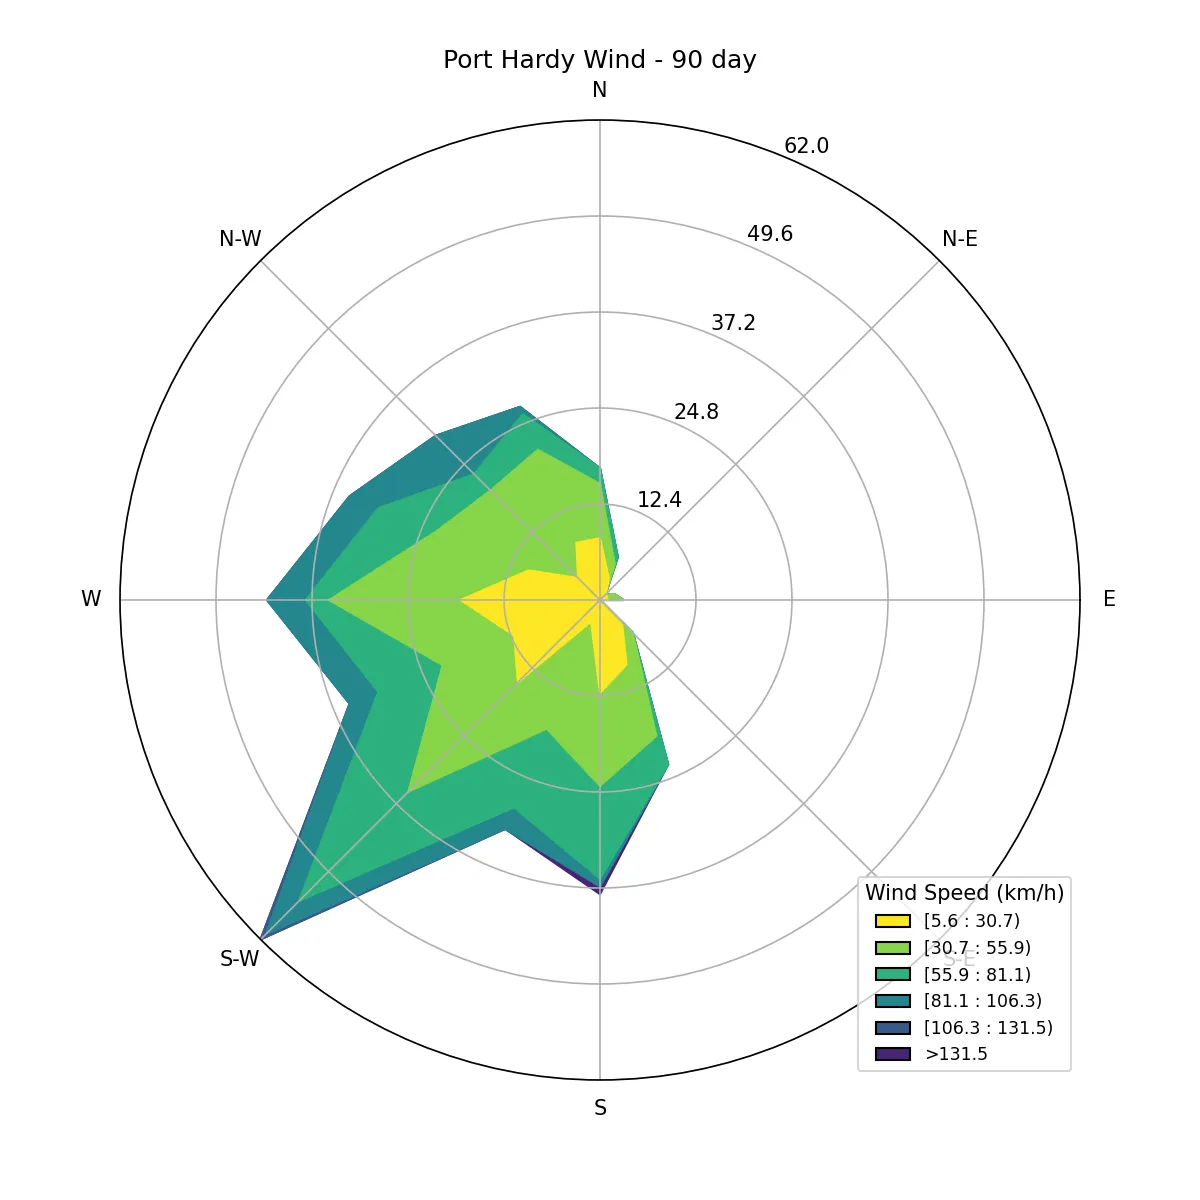 Port Hardy Wind - 90 day
N
62.0
N-W
49.6
N-E
37.2
24.8
12.4
W
E
Wind Speed (km/h)
[5.6 : 30.7)
[30.7 : 55.9)
S-W
S-E
[55.9 : 81.1)
[81.1 : 106.3)
[106.3 : 131.5)
>131.5
S